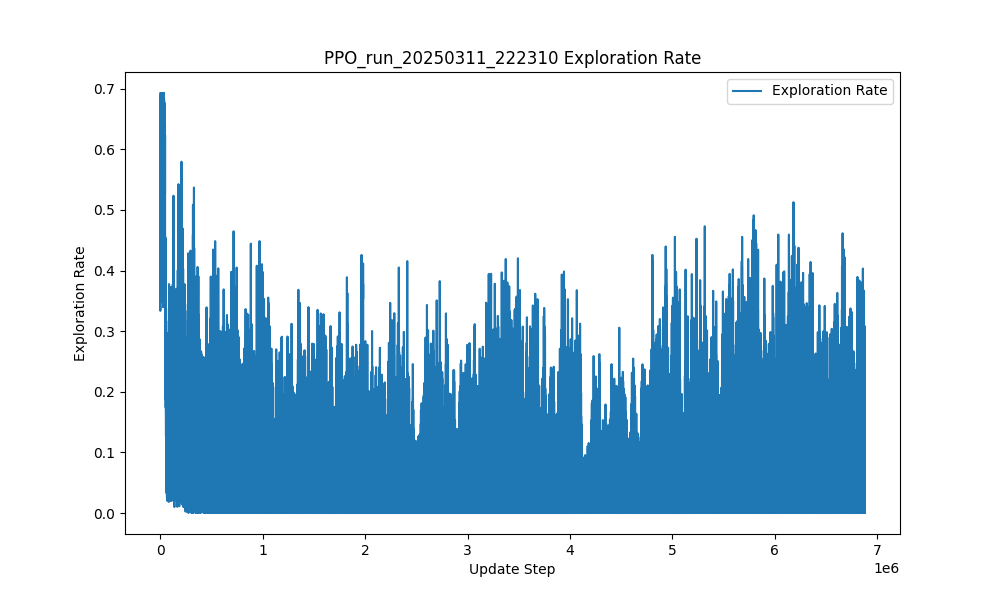 PPO_run_20250311_222310 Exploration Rate
Exploration Rate
Exploration Rate
0.7
0.6
0.5
0.4
0.3
0.2
0.1
0.0
0 1 2 3 4 5 6 7
1e6
Update Step